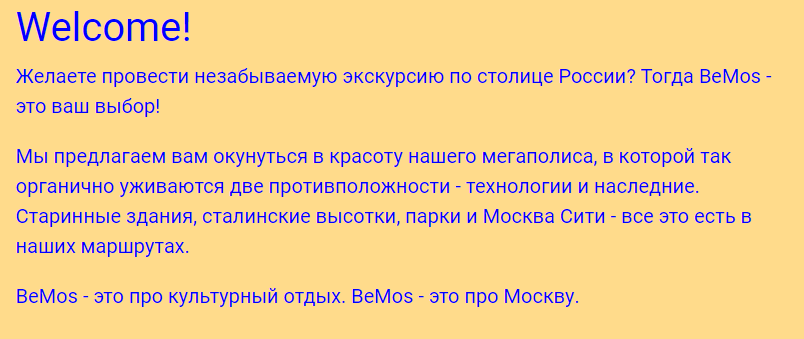 Welcome!
Желаете провести незабываемую экскурсию по столице России? Тогда BeMos -
это ваш выбор!
Мы предлагаем вам окунуться в красоту нашего мегаполиса, в которой так
органично уживаются две противположности - технологии и наследние.
Старинные здания, сталинские высотки, парки и Москва Сити - все это есть в
наших маршрутах.
BeMos - это про культурный отдых. BeMos - это про Москву.